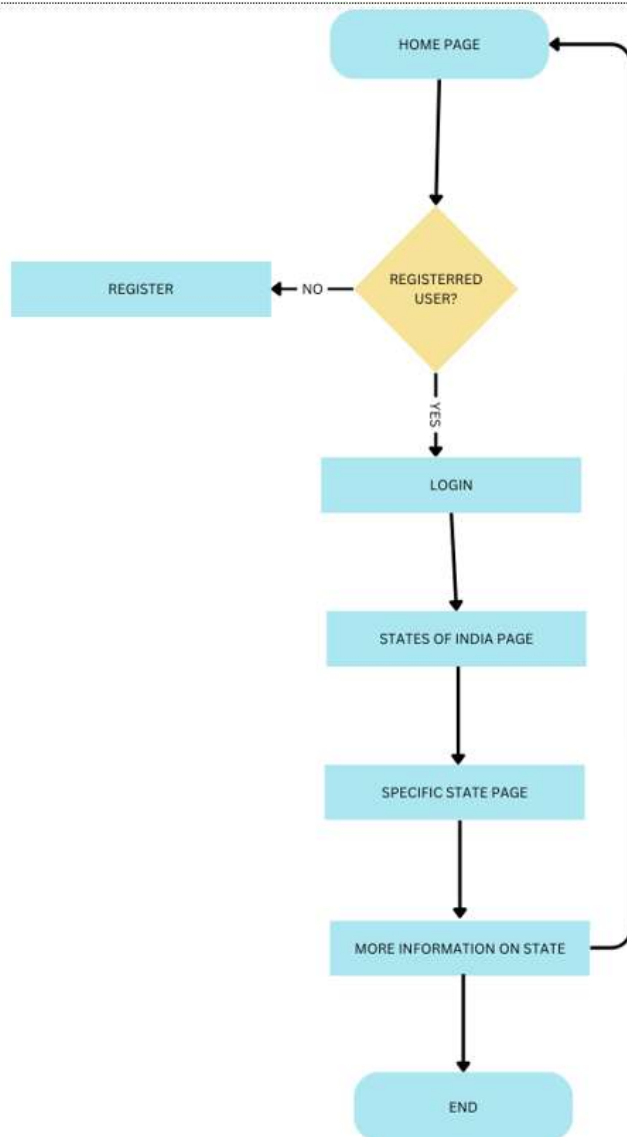 HOME PAGE
REGISTERRED
USER?
NO
REGISTER
YES
LOGIN
STATES OF INDIA PAGE
SPECIFIC STATE PAGE
MORE INFORMATION ON STATE
END